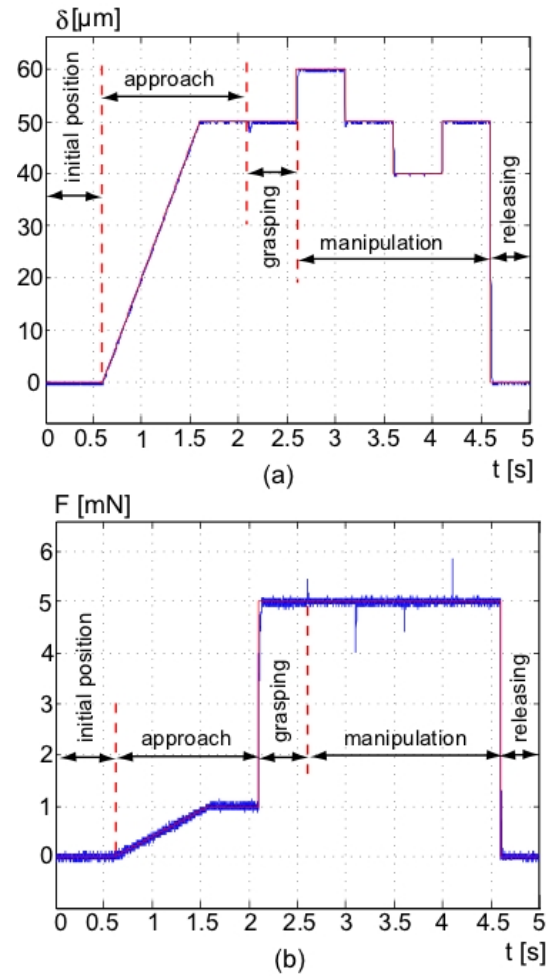 δ[µm]
60
50
40
30
20
10
0
initial position
approach
grasping
manipulation
releasing
0 0.5 1 1.5 2 2.5 3 3.5 4 4.5 5
t [s]
(a)
F [mN]
6
5
4
3
2
1
0
initial position
approach
grasping
manipulation
releasing
0 0.5 1 1.5 2 2.5 3 3.5 4 4.5 5
t [s]
(b)